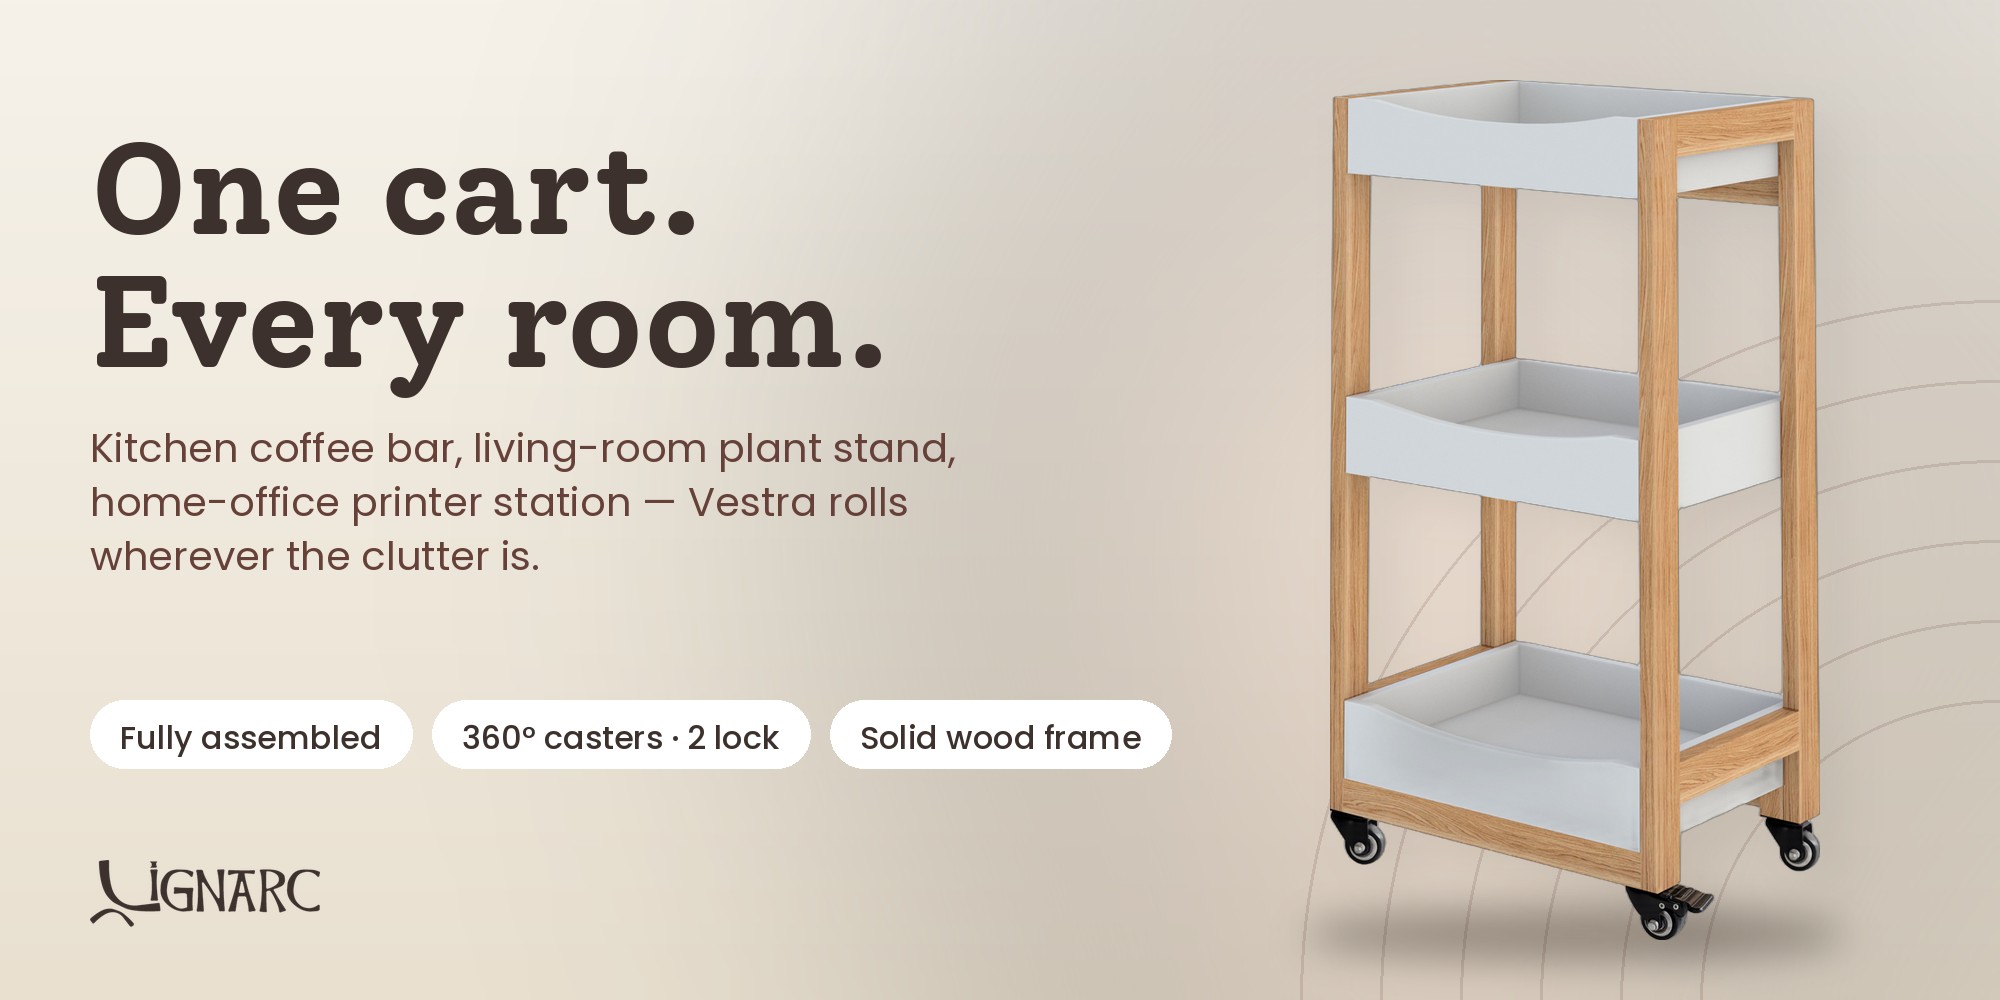 One cart.
Every room.
Kitchen coffee bar, living-room plant stand,
home-office printer station — Vestra rolls
wherever the clutter is.
Fully assembled
360° casters · 2 lock
Solid wood frame
LIGNARC